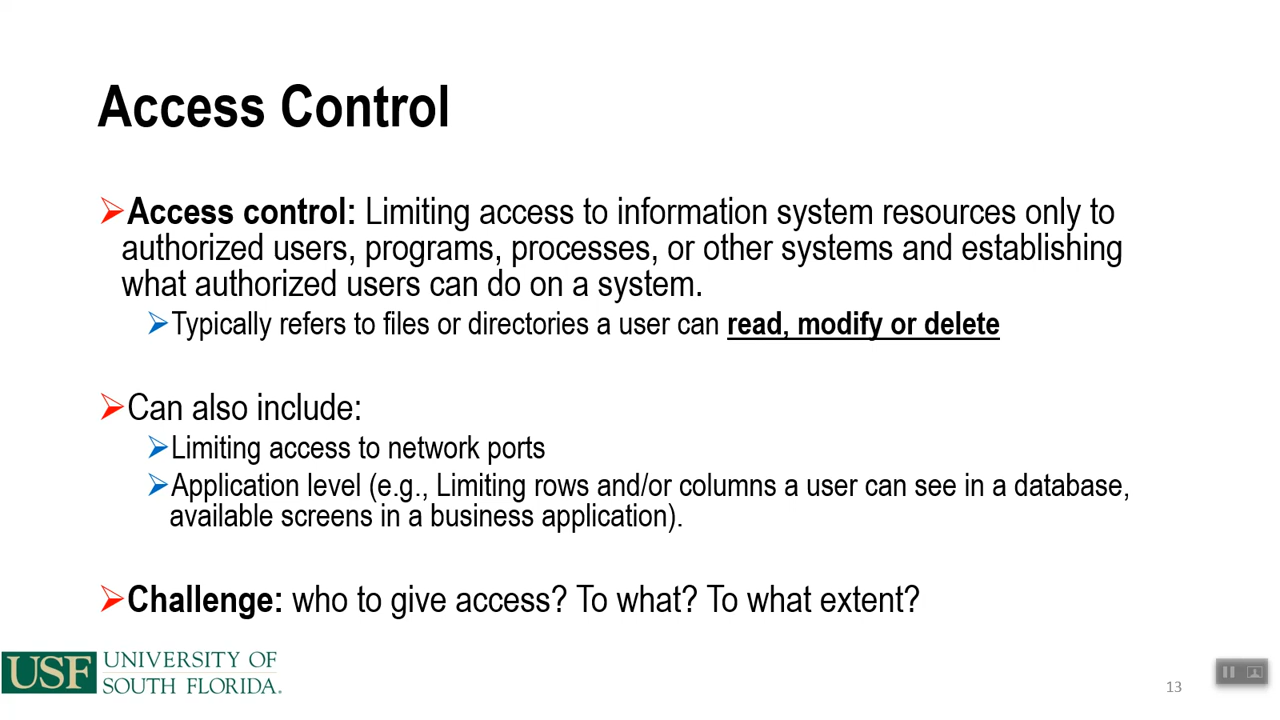 Access Control
Access control: Limiting access to information system resources only to
authorized users, programs, processes, or other systems and establishing
what authorized users can do on a system.
Typically refers to files or directories a user can read, modify or delete
Can also include:
Limiting access to network ports
Application level (e.g., Limiting rows and/or columns a user can see in a database,
available screens in a business application).
Challenge: who to give access? To what? To what extent?
USF UNIVERSITY OF
SOUTH FLORIDA.
13